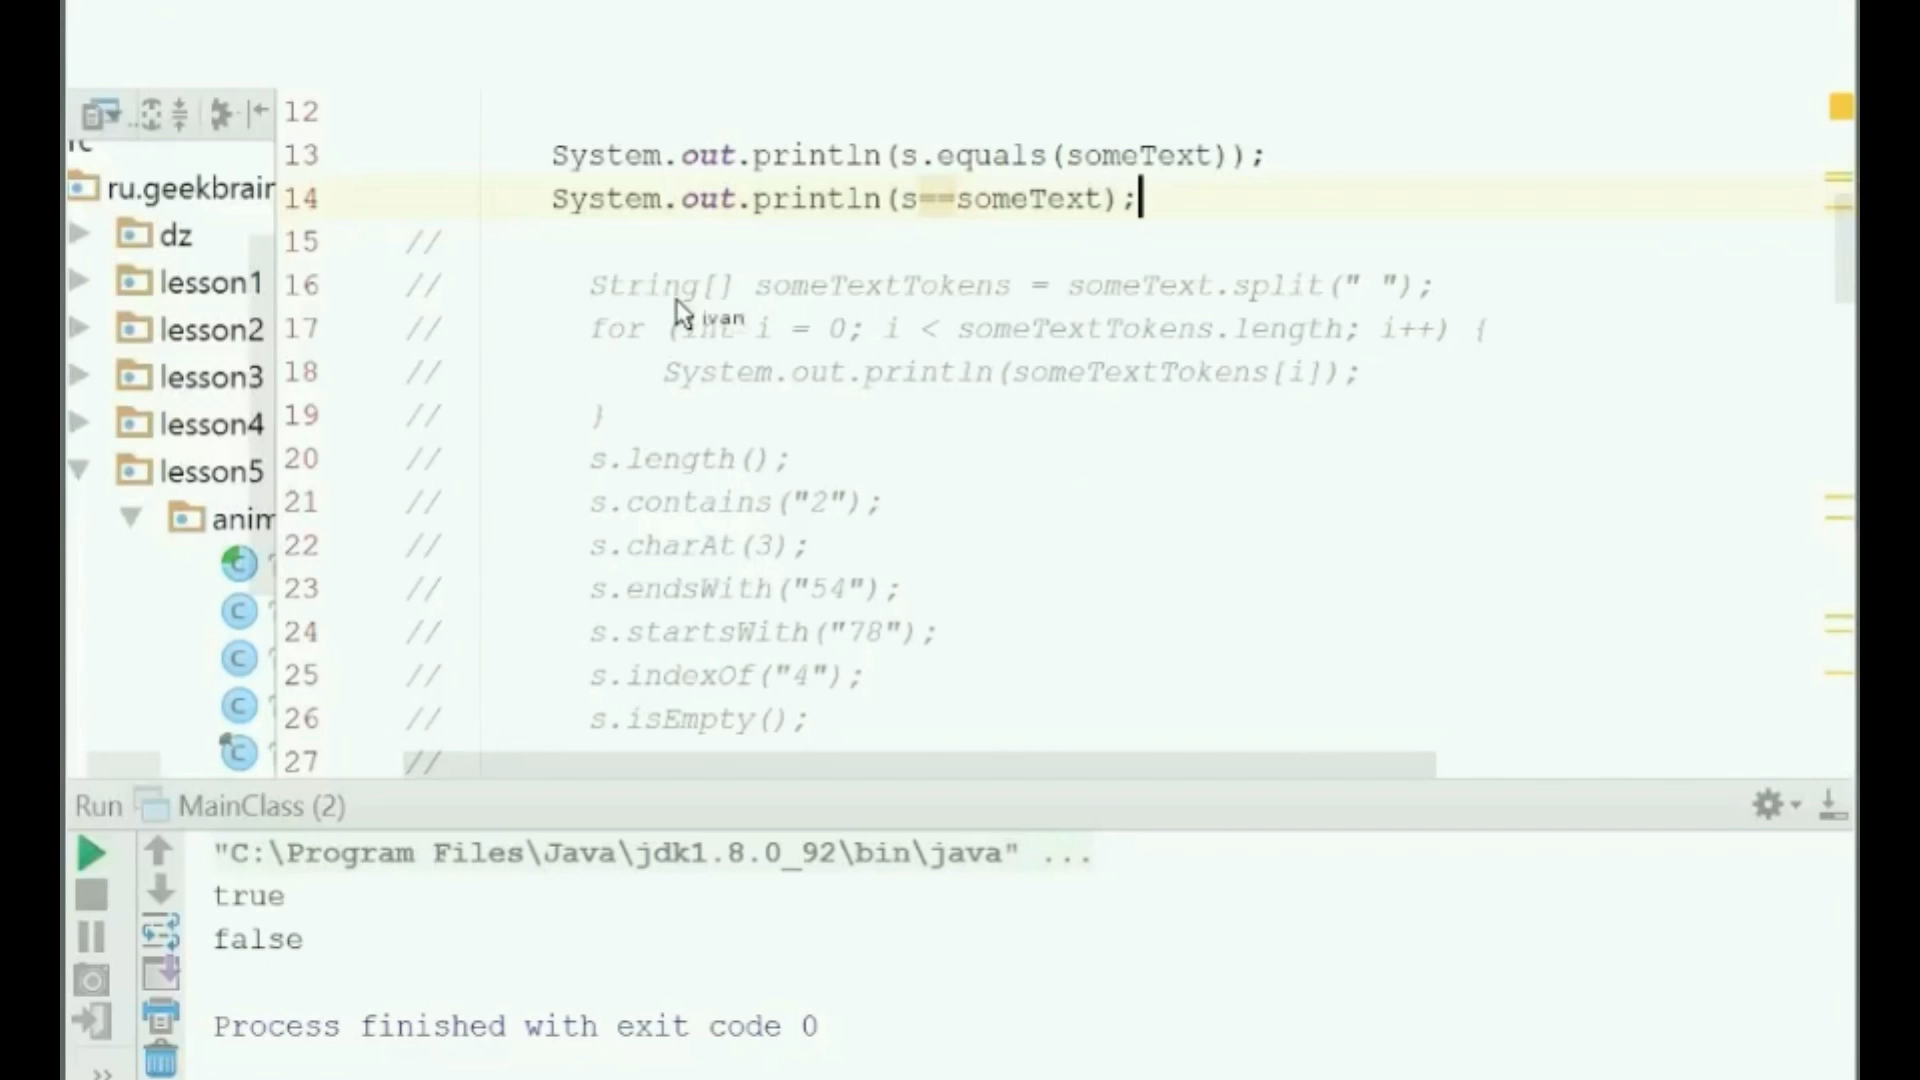 12
13 System.out.println(s.equals(someText));
ru.geekbrair
14 System.out.println(s==someText);
dz
15 //
lesson1
16 // String[] someTextTokens = someText.split(" ");
ivan
lesson2
17 // for (int i = 0; i < someTextTokens.length; i++) {
lesson3
18 // System.out.println(someTextTokens[i]);
lesson4
19 // }
20 // s.length();
lesson5
21 // s.contains("2");
anim
22 // s.charAt(3);
23 // s.endsWith("54");
24 // s.startsWith("78");
25 // s.indexOf("4");
26 // s.isEmpty();
27 //
Run MainClass (2)
"C:\Program Files\Java\jdk1.8.0_92\bin\java" ...
true
false
Process finished with exit code 0